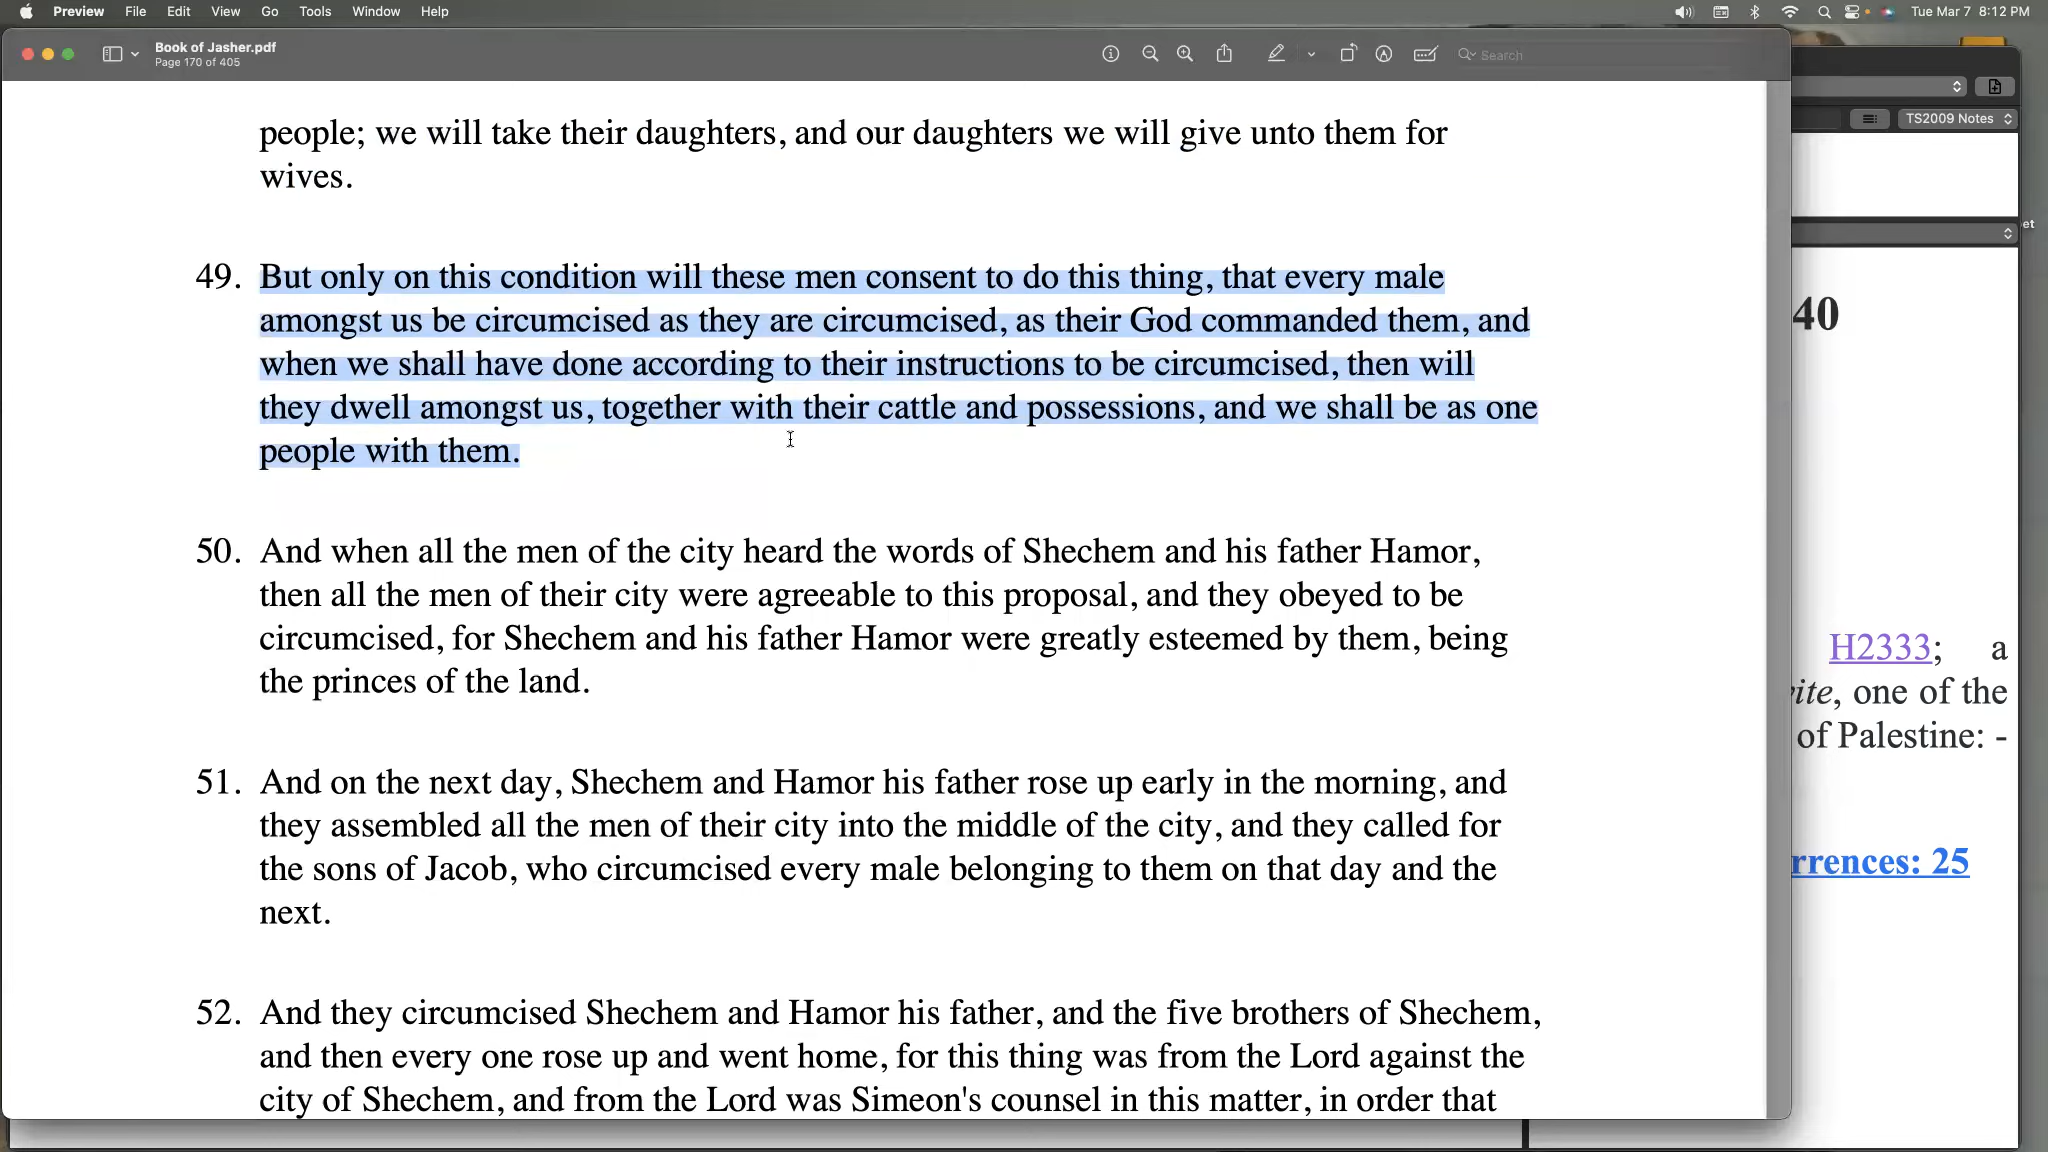 Preview File Edit View Go Tools Window Help
Tue Mar 7 8:12 PM
Book of Jasher.pdf
Page 170 of 405
Search
people; we will take their daughters, and our daughters we will give unto them for
wives.
49. But only on this condition will these men consent to do this thing, that every male
amongst us be circumcised as they are circumcised, as their God commanded them, and
when we shall have done according to their instructions to be circumcised, then will
they dwell amongst us, together with their cattle and possessions, and we shall be as one
people with them.
50. And when all the men of the city heard the words of Shechem and his father Hamor,
then all the men of their city were agreeable to this proposal, and they obeyed to be
circumcised, for Shechem and his father Hamor were greatly esteemed by them, being
the princes of the land.
51. And on the next day, Shechem and Hamor his father rose up early in the morning, and
they assembled all the men of their city into the middle of the city, and they called for
the sons of Jacob, who circumcised every male belonging to them on that day and the
next.
52. And they circumcised Shechem and Hamor his father, and the five brothers of Shechem,
and then every one rose up and went home, for this thing was from the Lord against the
city of Shechem, and from the Lord was Simeon's counsel in this matter, in order that
TS2009 Notes
et
40
H2333; a
ite, one of the
of Palestine: -
rrences: 25